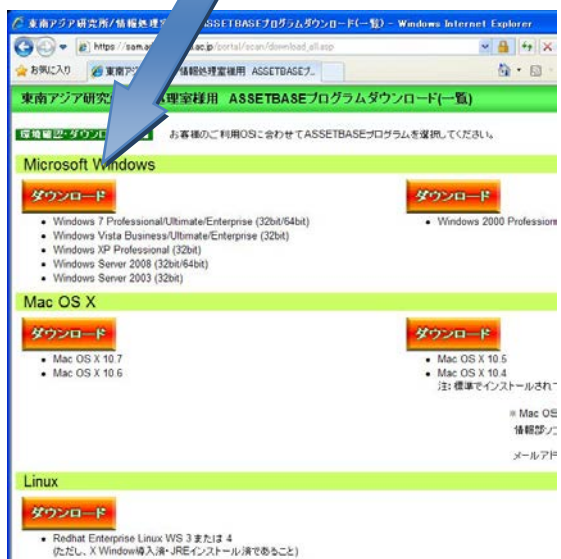 東南アジア研究所/情報処理 ASSETBASEプログラムダウンロード(一覧) - Windows Internet Explorer
https://sam.a ac.jp/portal/scan/download_all.asp
お気に入り 東南ア 情報処理室様用 ASSETBASEプ...
東南アジア研究 理室様用 ASSETBASEプログラムダウンロード(一覧)
環境確認・ダウンロ お客様のご利用OSに合わせてASSETBASEプログラムを選択してください。
Microsoft Windows
ダウンロード
Windows 7 Professional/Ultimate/Enterprise (32bit/64bit)
Windows Vista Business/Ultimate/Enterprise (32bit)
Windows XP Professional (32bit)
Windows Server 2008 (32bit/64bit)
Windows Server 2003 (32bit)
ダウンロード
Windows 2000 Profession
Mac OS X
ダウンロード
Mac OS X 10.7
Mac OS X 10.6
ダウンロード
Mac OS X 10.5
Mac OS X 10.4
注: 標準でインストールされ
※ Mac OS
情報部ソ
メールアド
Linux
ダウンロード
Redhat Enterprise Linux WS 3 または 4
(ただし、X Window導入済・JREインストール済であること)